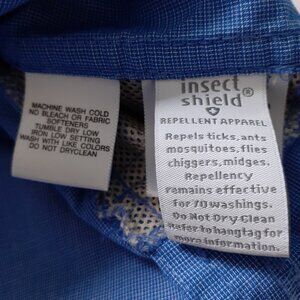 MACHINE WASH COLD
NO BLEACH OR FABRIC
SOFTENERS
TUMBLE DRY LOW
IRON LOW SETTING
WASH WITH LIKE COLORS
DO NOT DRYCLEAN
insect
shield®
REPELLENT APPAREL
Repels ticks, ants
mosquitoes, flies
chiggers, midges.
Repellency
remains effective
for 70 washings.
Do Not Dry Clean
Refer to hangtag for
more information.